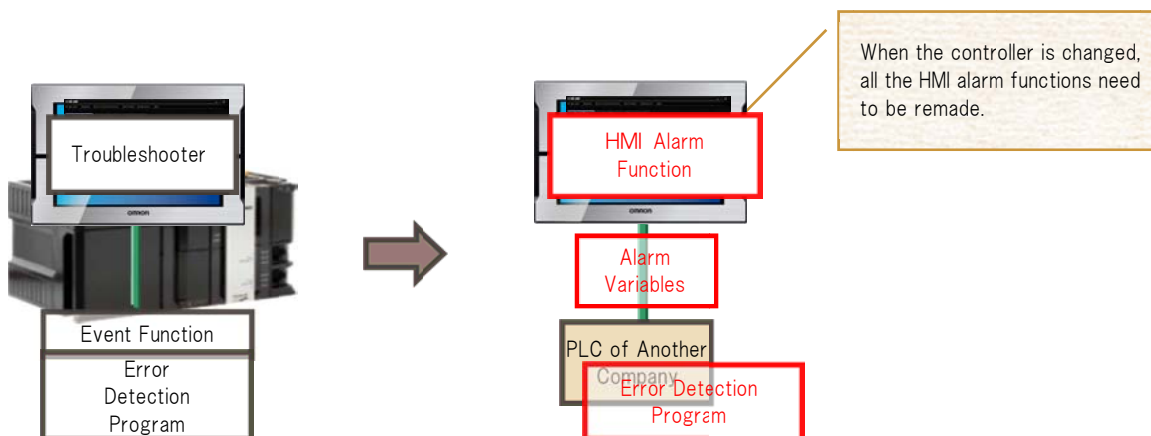 Troubleshooter
OMRON
Event Function
Error
Detection
Program
HMI Alarm
Function
OMRON
Alarm
Variables
PLC of Another
Company
Error Detection
Program
When the controller is changed,
all the HMI alarm functions need
to be remade.